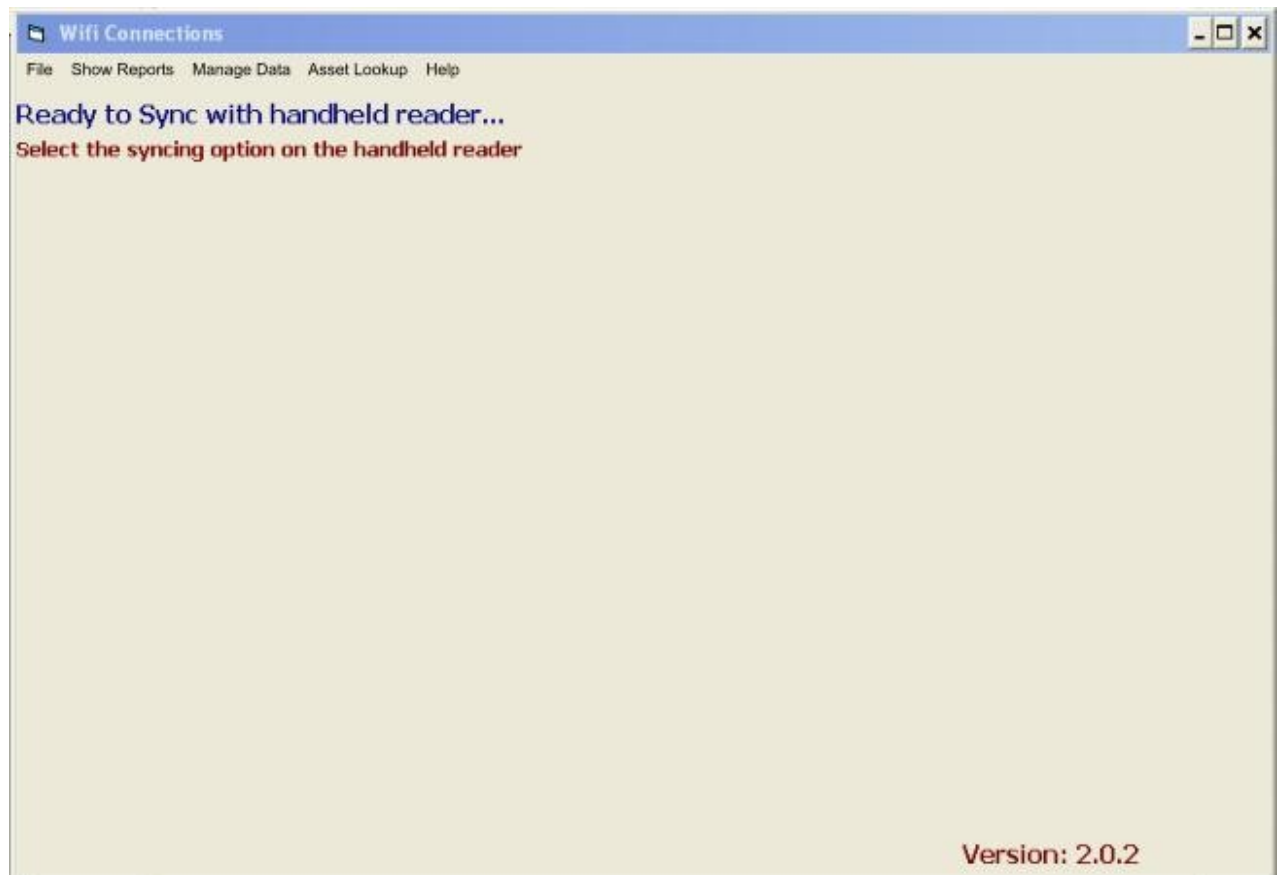 Wifi Connections
File Show Reports Manage Data Asset Lookup Help
Ready to Sync with handheld reader...
Select the syncing option on the handheld reader
Version: 2.0.2